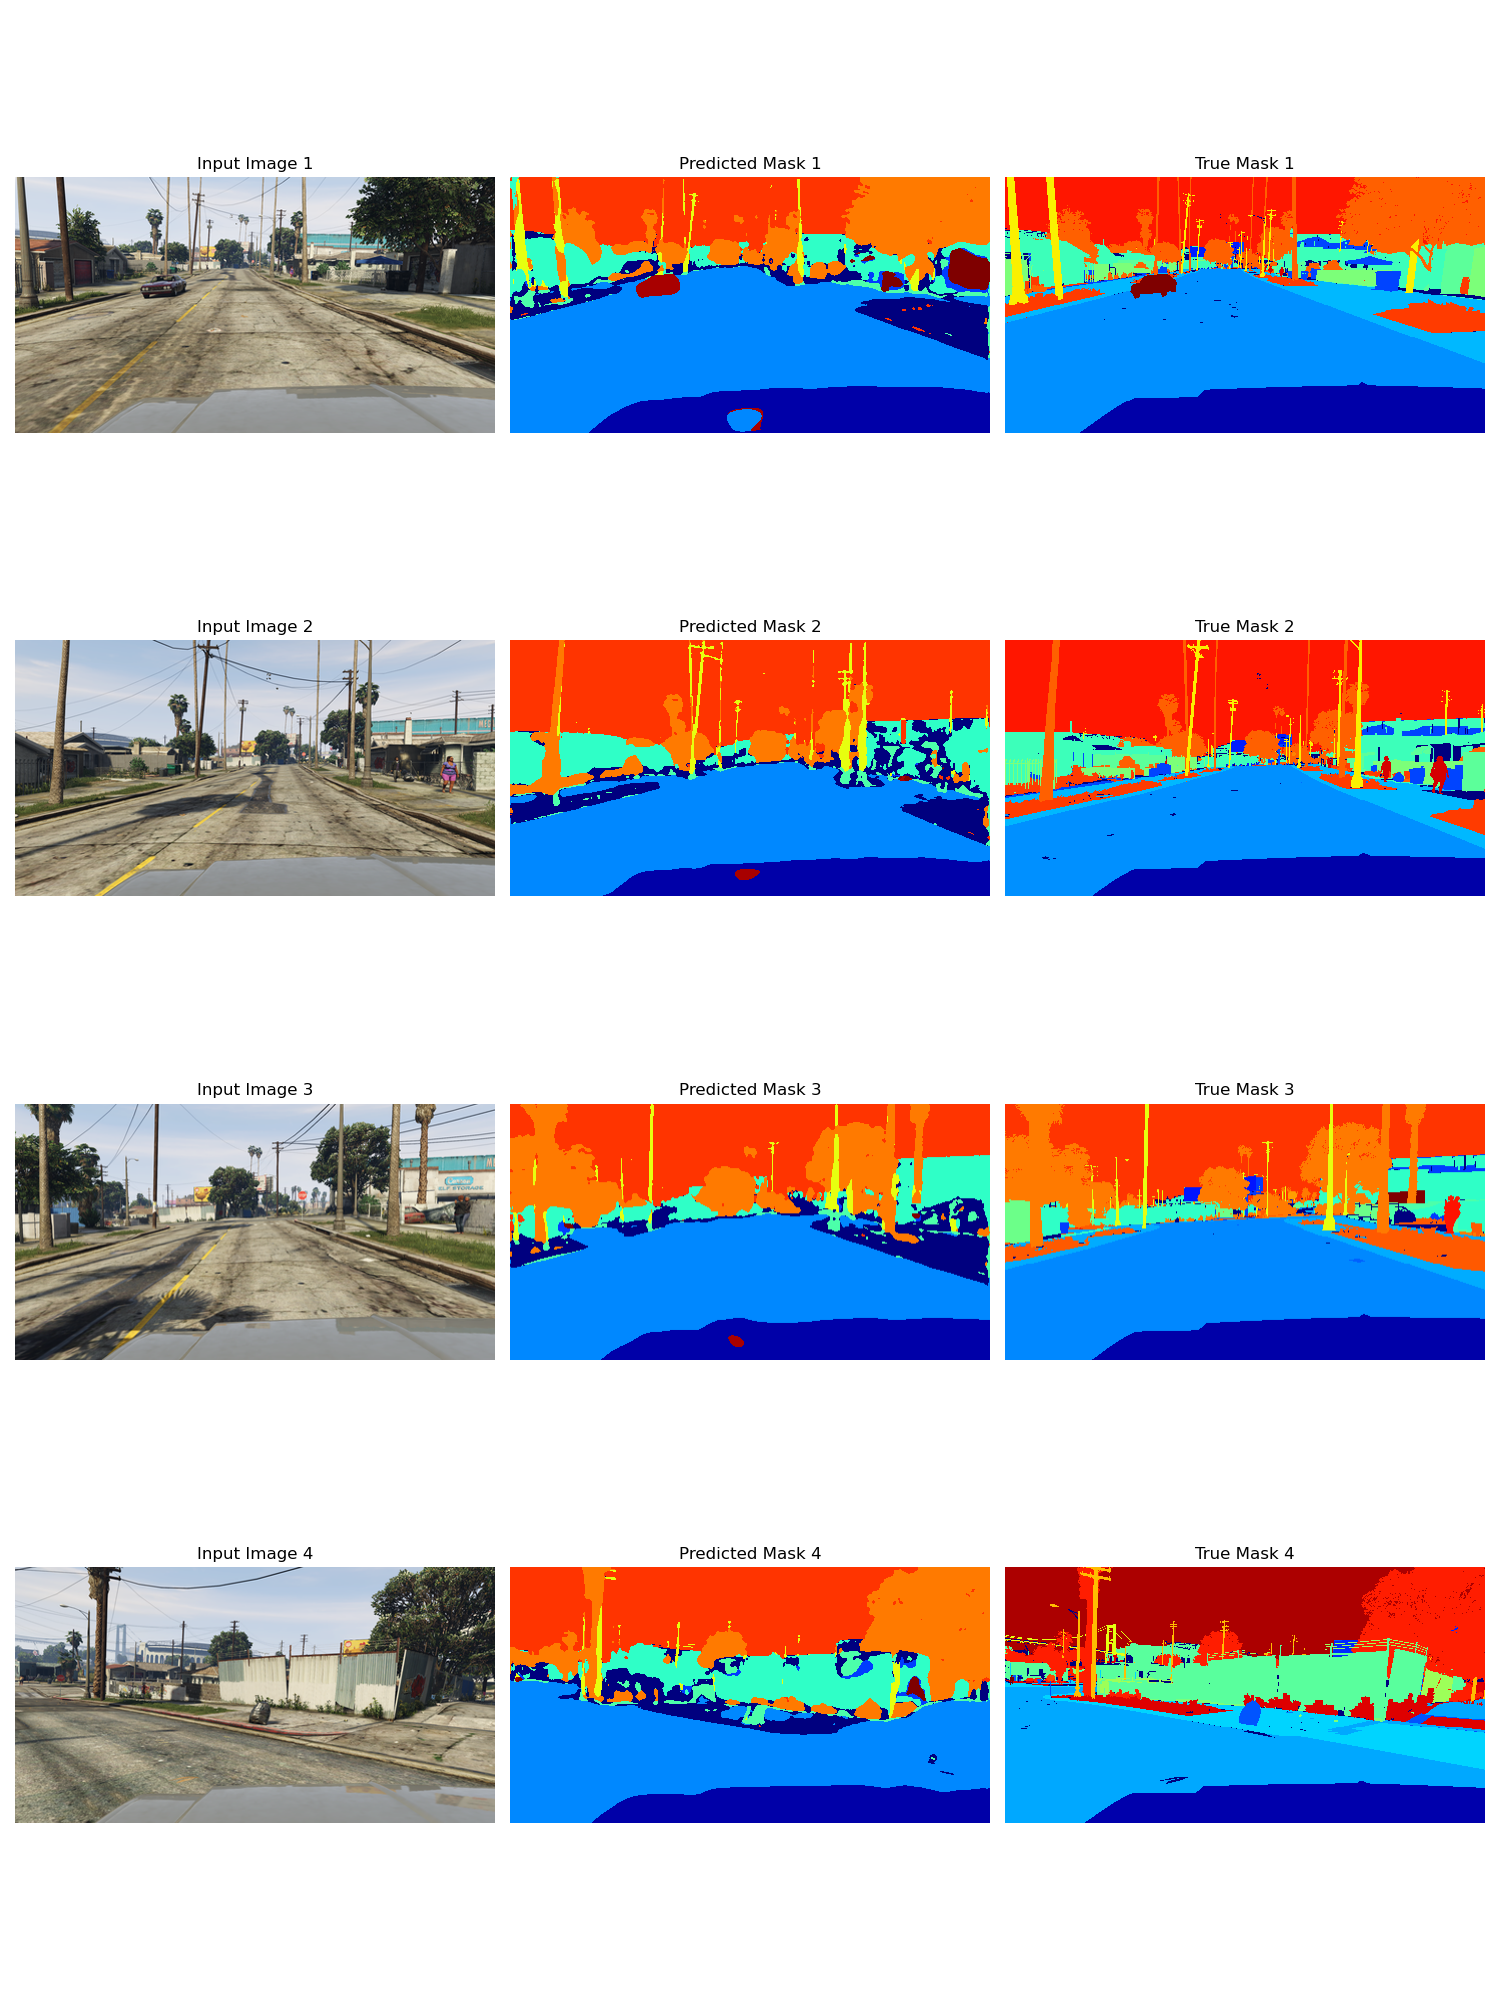 Input Image 1
Predicted Mask 1
True Mask 1
Input Image 2
Predicted Mask 2
True Mask 2
Input Image 3
Predicted Mask 3
True Mask 3
Input Image 4
Predicted Mask 4
True Mask 4